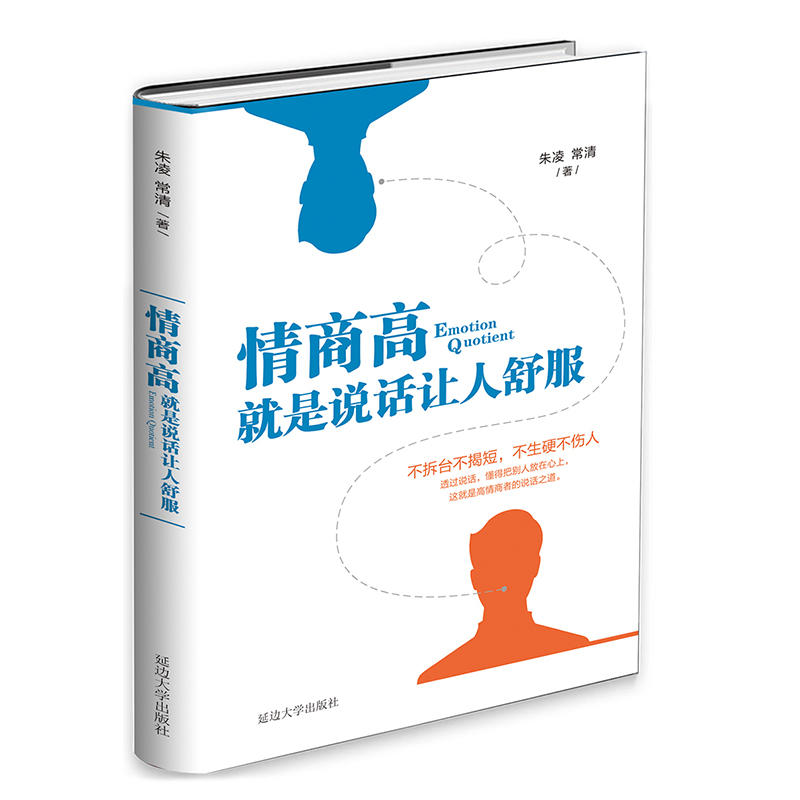 朱凌 常清
/著/
情商高
Emotion
Quotient
就是说话让人舒服
不拆台不揭短，不生硬不伤人
透过说话，懂得把别人放在心上，
这就是高情商者的说话之道。
延边大学出版社
朱凌 常清 /著/
情商高
就是说话让人舒服
Emotion Quotient
延边大学出版社